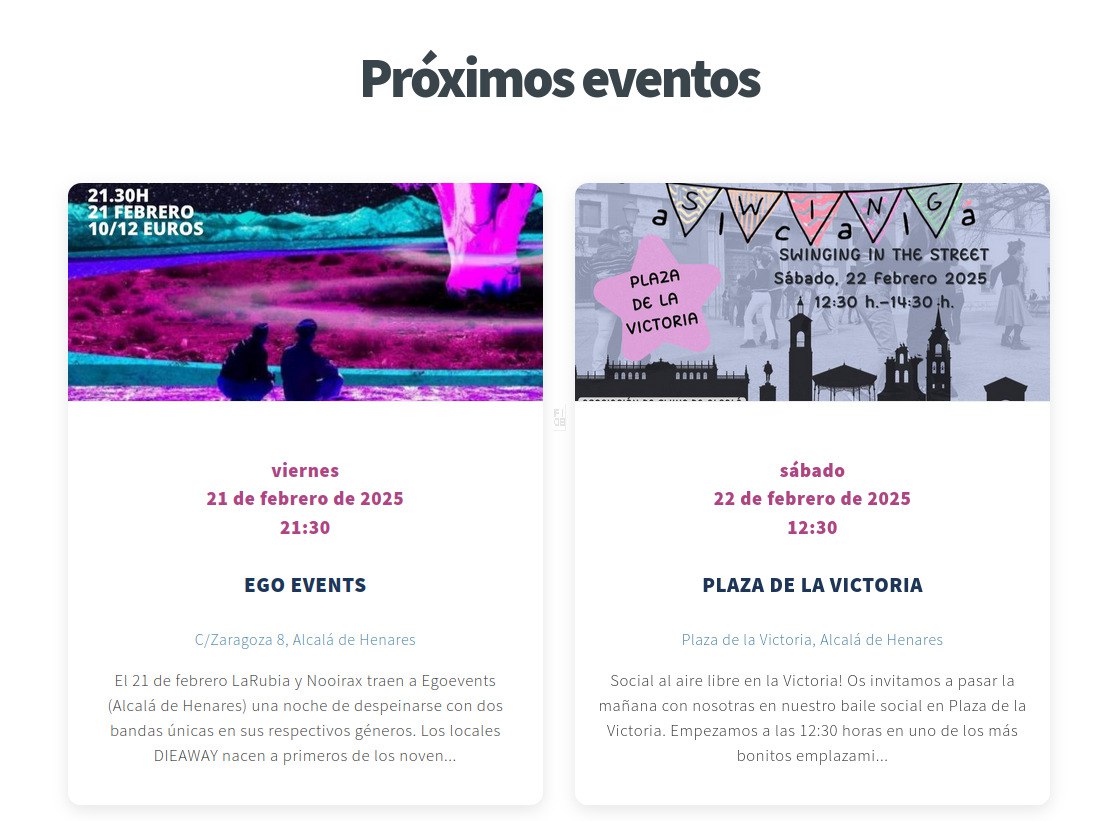 Próximos eventos
21.30H
21 FEBRERO
10/12 EUROS
viernes
21 de febrero de 2025
21:30
EGO EVENTS
C/Zaragoza 8, Alcalá de Henares
El 21 de febrero LaRubia y Nooirax traen a Egoevents
(Alcalá de Henares) una noche de despeinarse con dos
bandas únicas en sus respectivos géneros. Los locales
DIEAWAY nacen a primeros de los noven...
aSWINGa
lcalá
SWINGING IN THE STREET
Sábado, 22 Febrero 2025
12:30 h.-14:30 h.
PLAZA
DE LA
VICTORIA
sábado
22 de febrero de 2025
12:30
PLAZA DE LA VICTORIA
Plaza de la Victoria, Alcalá de Henares
Social al aire libre en la Victoria! Os invitamos a pasar la
mañana con nosotras en nuestro baile social en Plaza de la
Victoria. Empezamos a las 12:30 horas en uno de los más
bonitos emplazami...